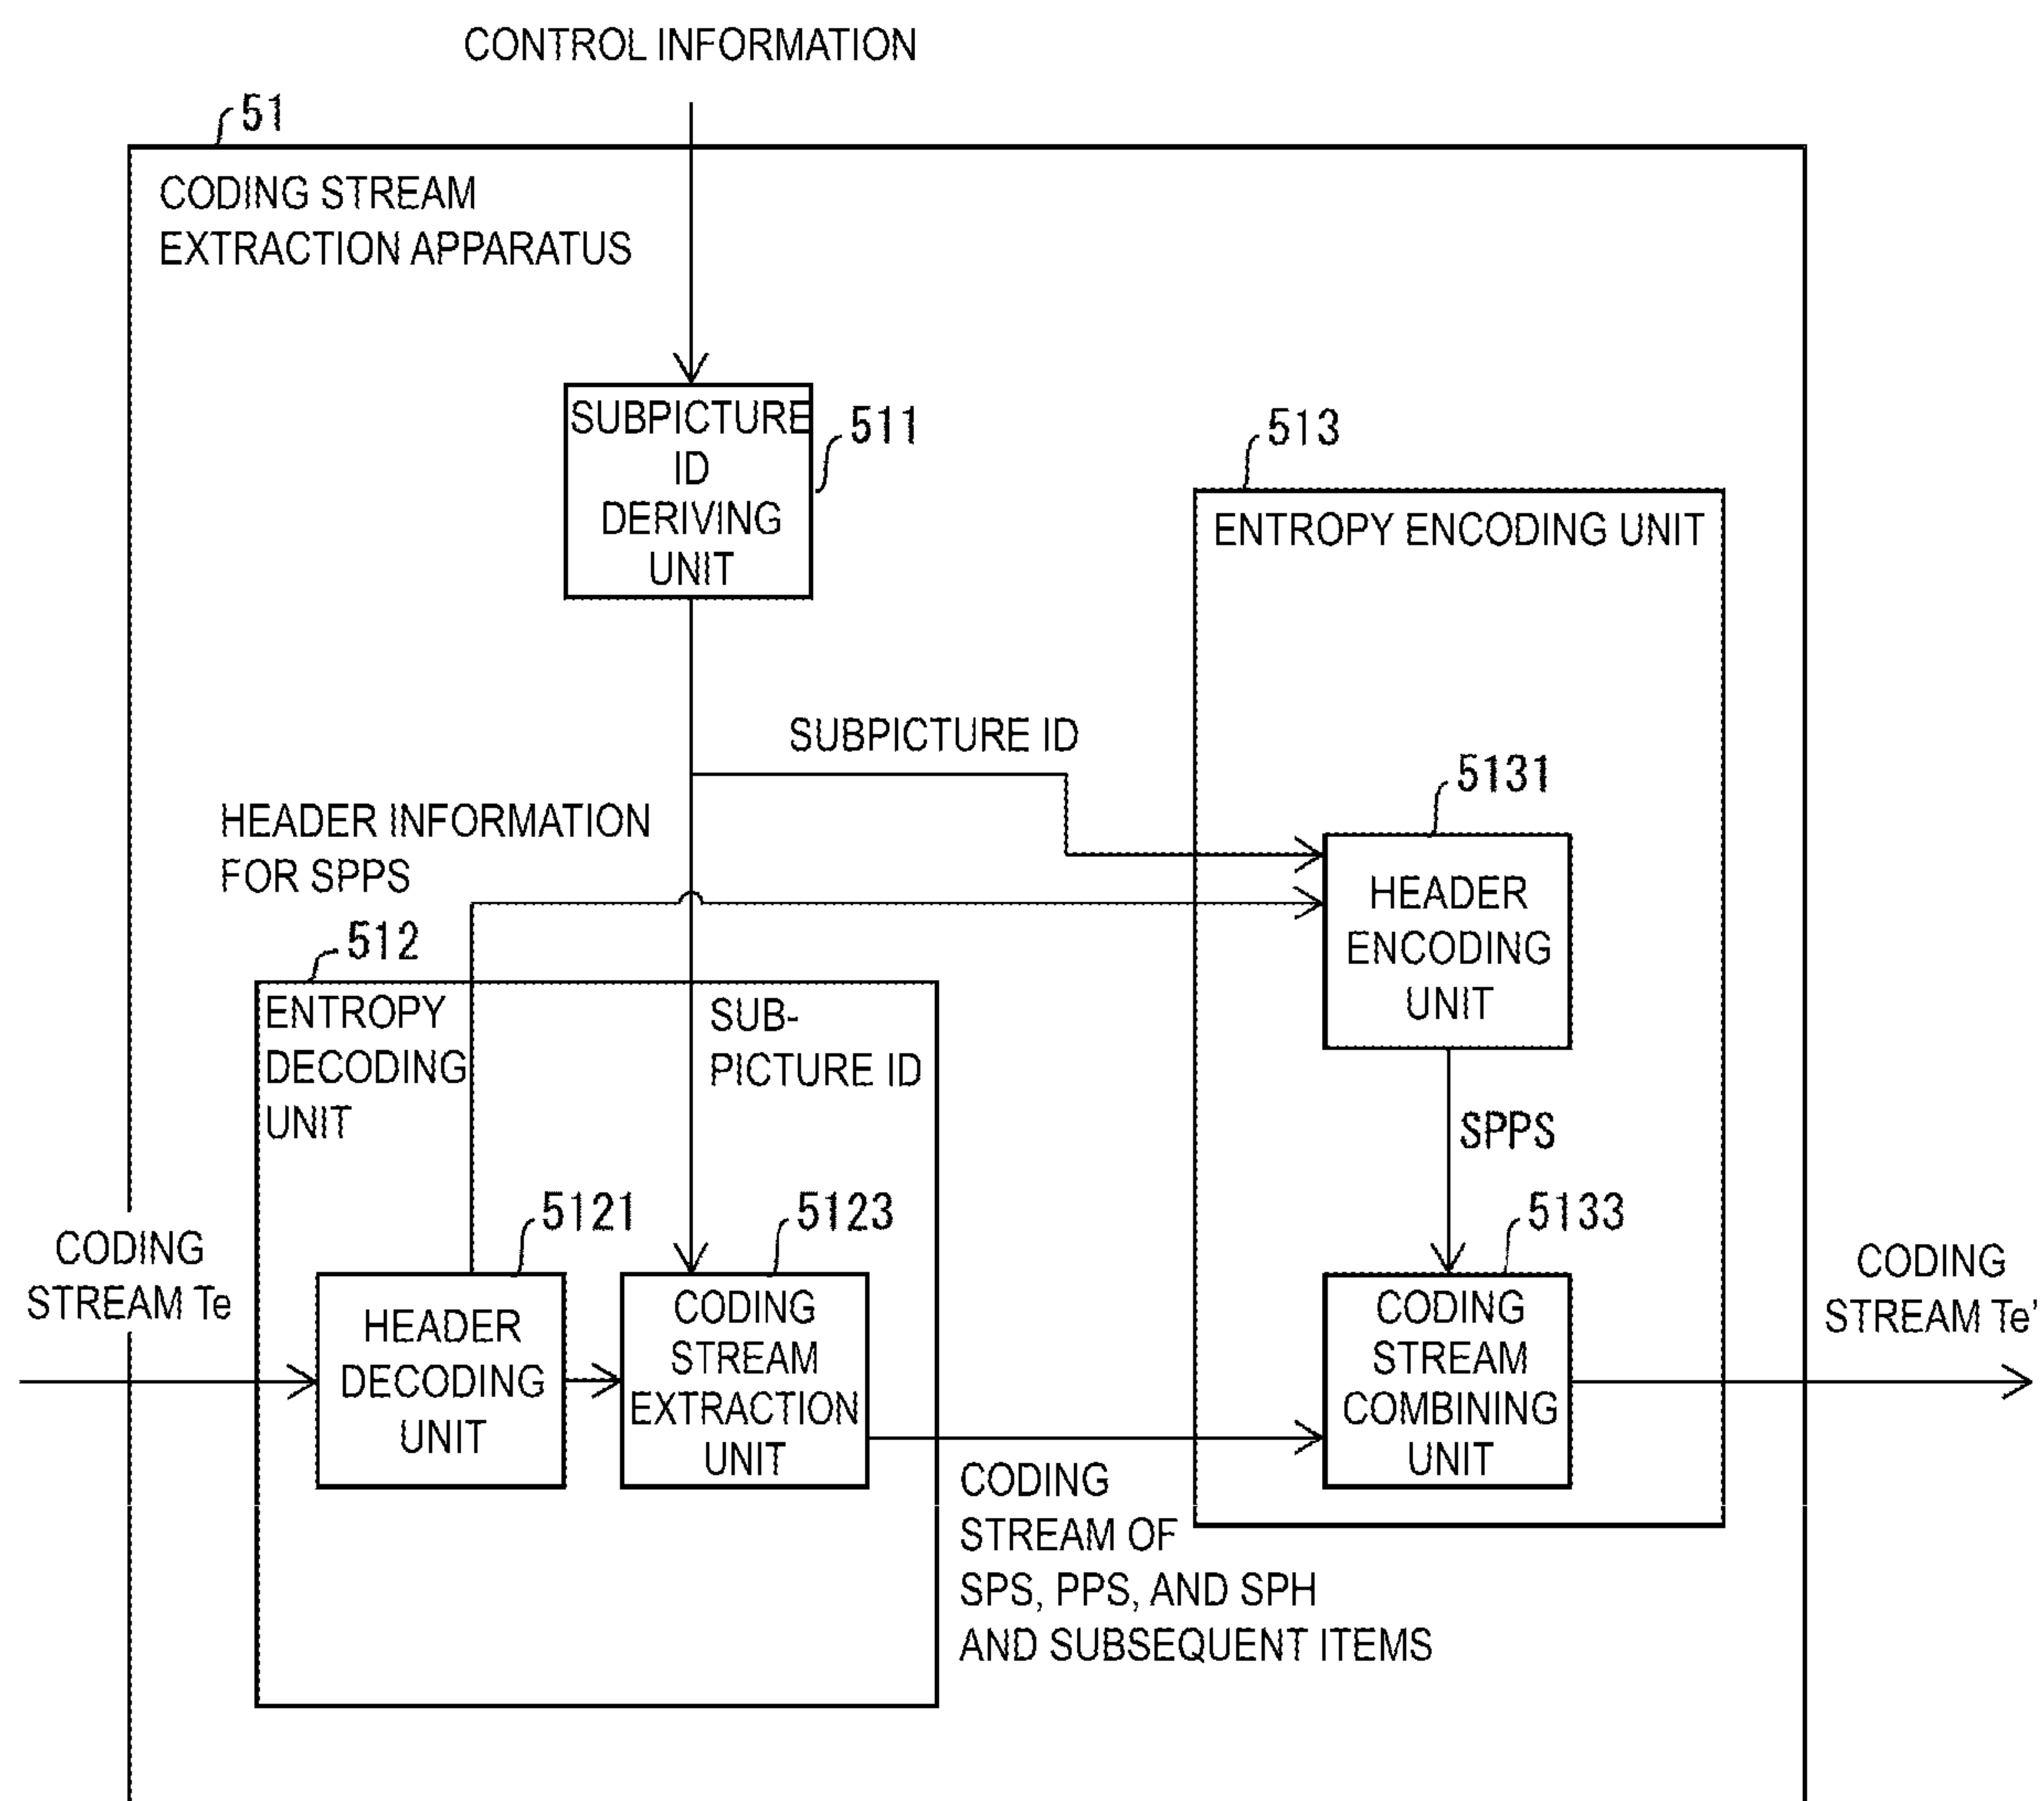 CONTROL INFORMATION
51
CODING STREAM
EXTRACTION APPARATUS
SUBPICTURE
ID
DERIVING
UNIT
511
513
ENTROPY ENCODING UNIT
SUBPICTURE ID
5131
HEADER INFORMATION
FOR SPPS
HEADER
ENCODING
UNIT
512
ENTROPY
DECODING
UNIT
SUB-
PICTURE ID
SPPS
5121
5123
5133
CODING
STREAM Te
HEADER
DECODING
UNIT
CODING
STREAM
EXTRACTION
UNIT
CODING
STREAM
COMBINING
UNIT
CODING
STREAM Te’
CODING
STREAM OF
SPS, PPS, AND SPH
AND SUBSEQUENT ITEMS